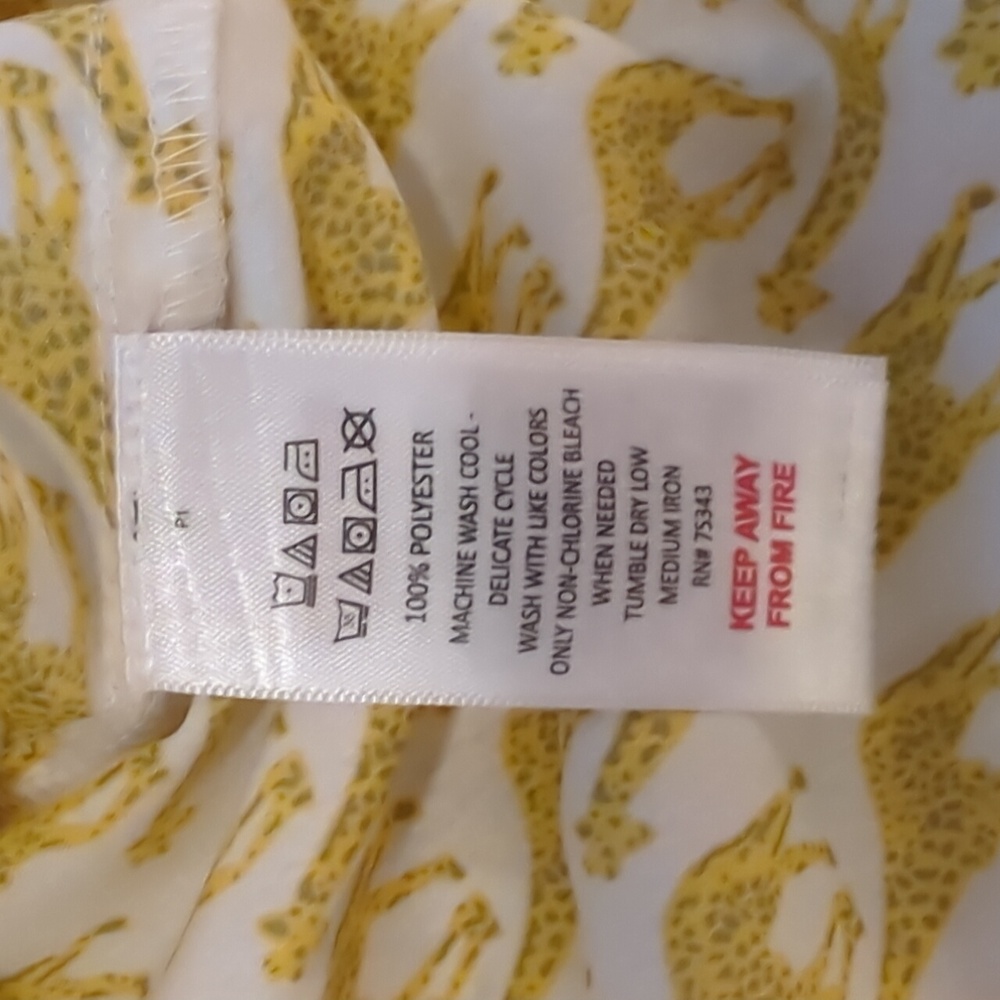 100% POLYESTER
MACHINE WASH COOL -
DELICATE CYCLE
WASH WITH LIKE COLORS
ONLY NON-CHLORINE BLEACH
WHEN NEEDED
TUMBLE DRY LOW
MEDIUM IRON
RN# 75343
KEEP AWAY
FROM FIRE